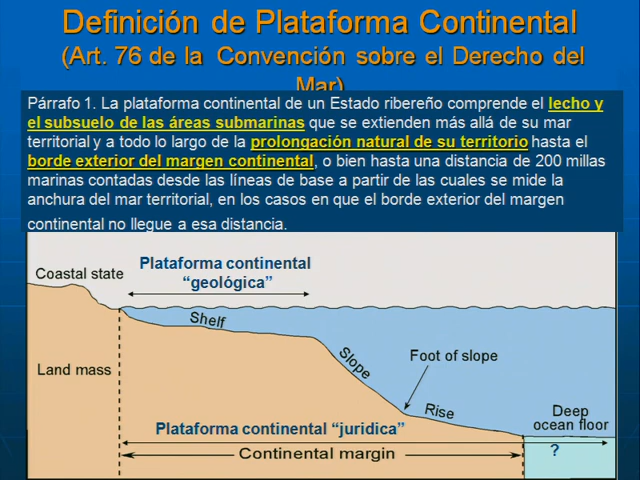 Definición de Plataforma Continental
(Art. 76 de la Convención sobre el Derecho del
Mar)
Párrafo 1. La plataforma continental de un Estado ribereño comprende el lecho y
el subsuelo de las áreas submarinas que se extienden más allá de su mar
territorial y a todo lo largo de la prolongación natural de su territorio hasta el
borde exterior del margen continental, o bien hasta una distancia de 200 millas
marinas contadas desde las líneas de base a partir de las cuales se mide la
anchura del mar territorial, en los casos en que el borde exterior del margen
continental no llegue a esa distancia.
Plataforma continental
“geológica”
Coastal state
Shelf
Slope
Foot of slope
Land mass
Rise
Deep
ocean floor
Plataforma continental “juridica”
?
Continental margin